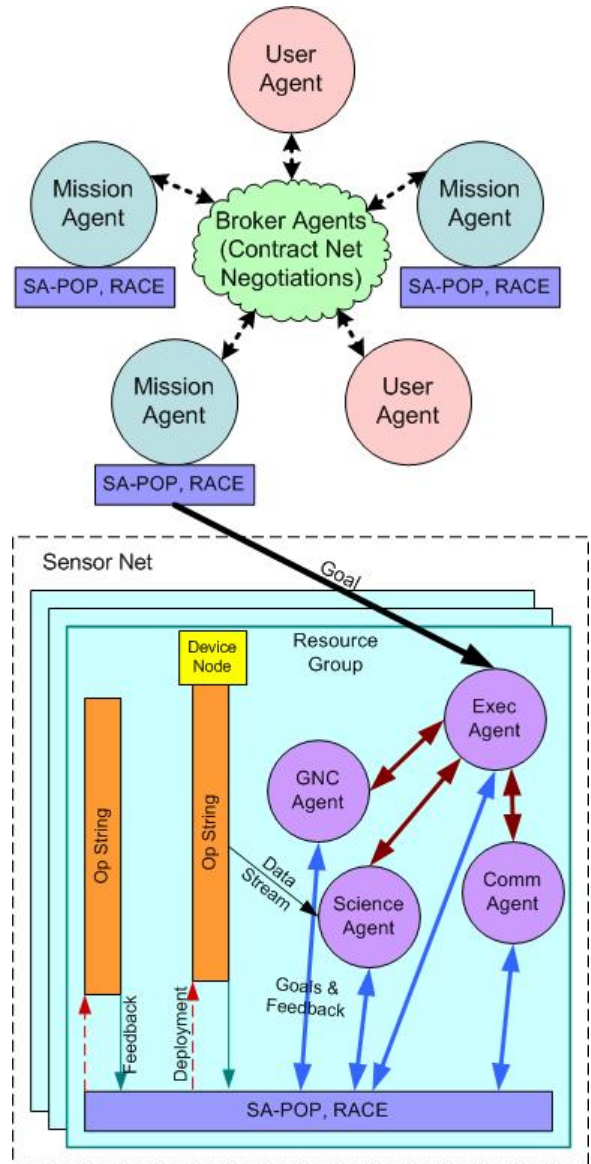 User
Agent
Mission
Agent
Mission
Agent
Broker Agents
(Contract Net
Negotiations)
SA-POP, RACE
SA-POP, RACE
Mission
Agent
User
Agent
SA-POP, RACE
Sensor Net
Goal
Device
Node
Resource
Group
Exec
Agent
GNC
Agent
Op String
Op String
Data
Stream
Science
Agent
Comm
Agent
Goals &
Feedback
Feedback
Deployment
SA-POP, RACE